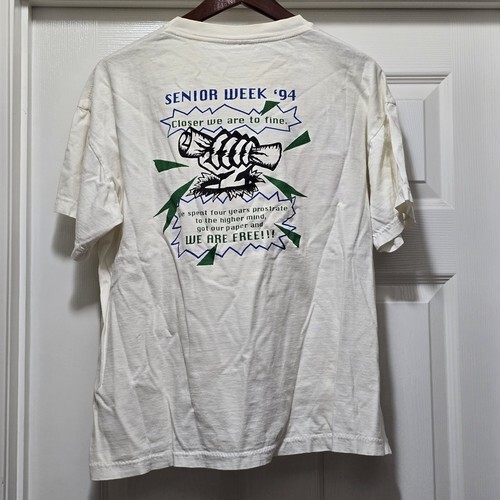 SENIOR WEEK '94
Closer we are to fine.
e spent four years prostrate
to the higher mind,
got our paper and
WE ARE FREE!!!